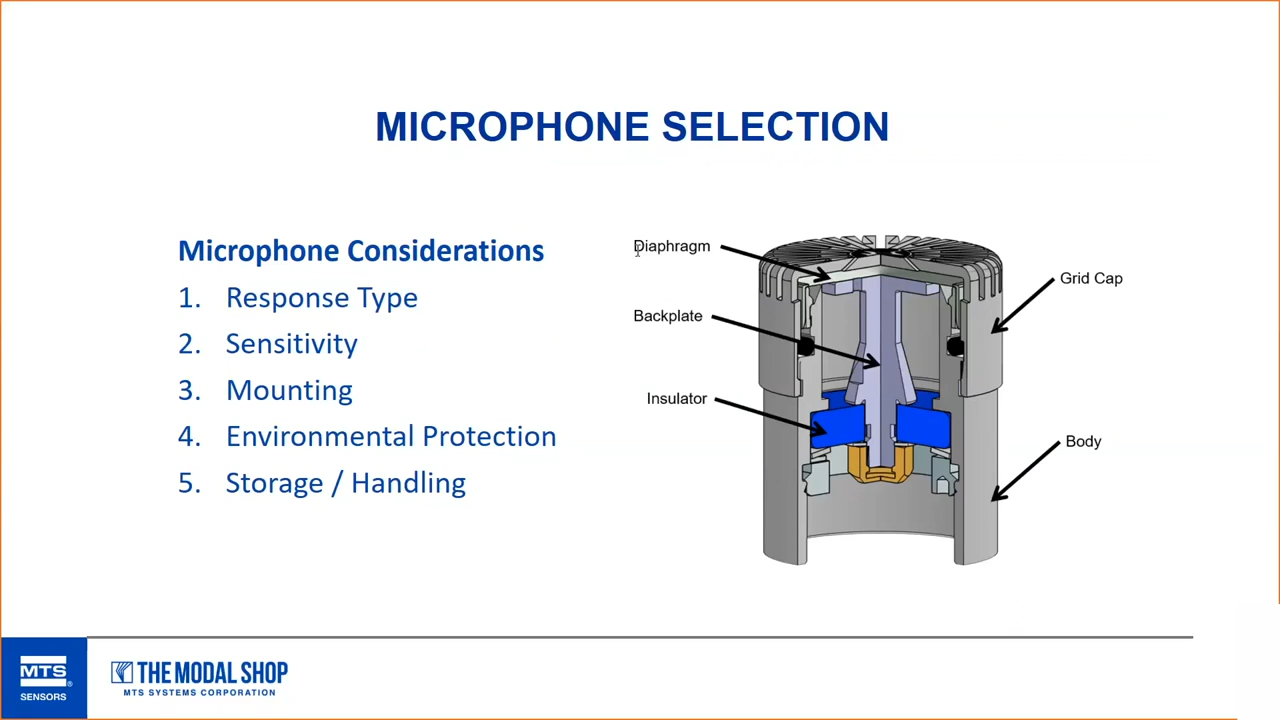 MICROPHONE SELECTION
Microphone Considerations
1. Response Type
2. Sensitivity
3. Mounting
4. Environmental Protection
5. Storage / Handling
Diaphragm
Backplate
Insulator
Grid Cap
Body
MTS
®
SENSORS
THE MODAL SHOP
MTS SYSTEMS CORPORATION